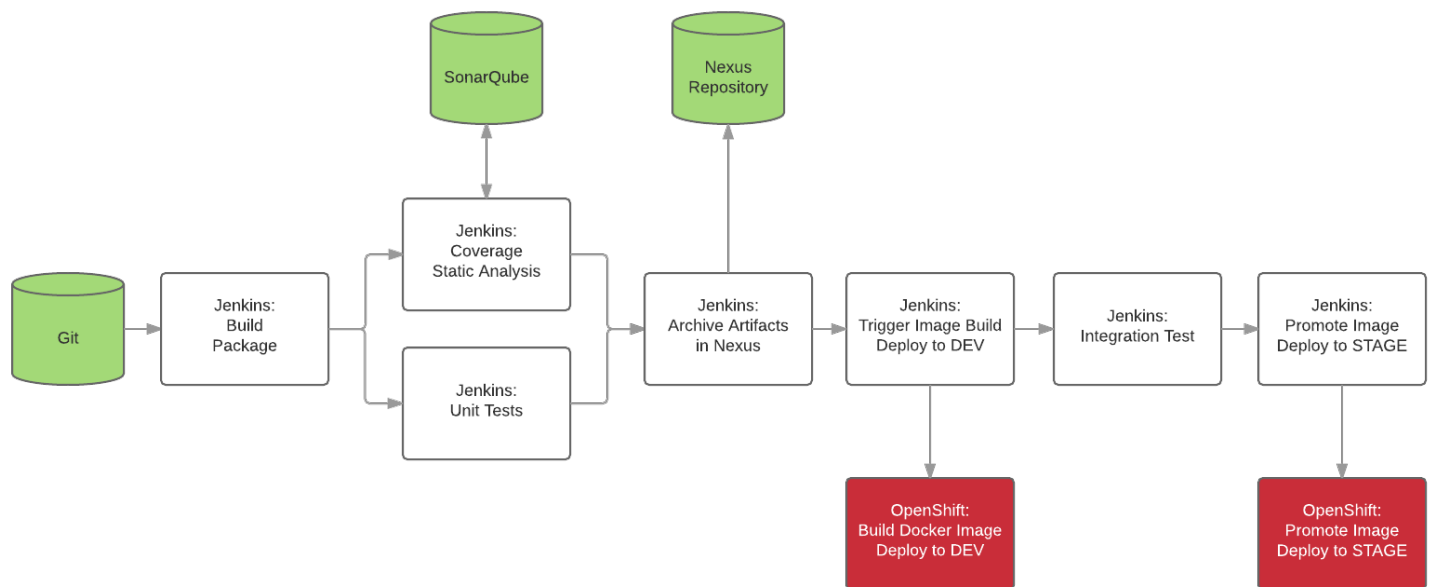 SonarQube
Nexus
Repository
Git
Jenkins:
Build
Package
Jenkins:
Coverage
Static Analysis
Jenkins:
Unit Tests
Jenkins:
Archive Artifacts
in Nexus
Jenkins:
Trigger Image Build
Deploy to DEV
Jenkins:
Integration Test
Jenkins:
Promote Image
Deploy to STAGE
OpenShift:
Build Docker Image
Deploy to DEV
OpenShift:
Promote Image
Deploy to STAGE